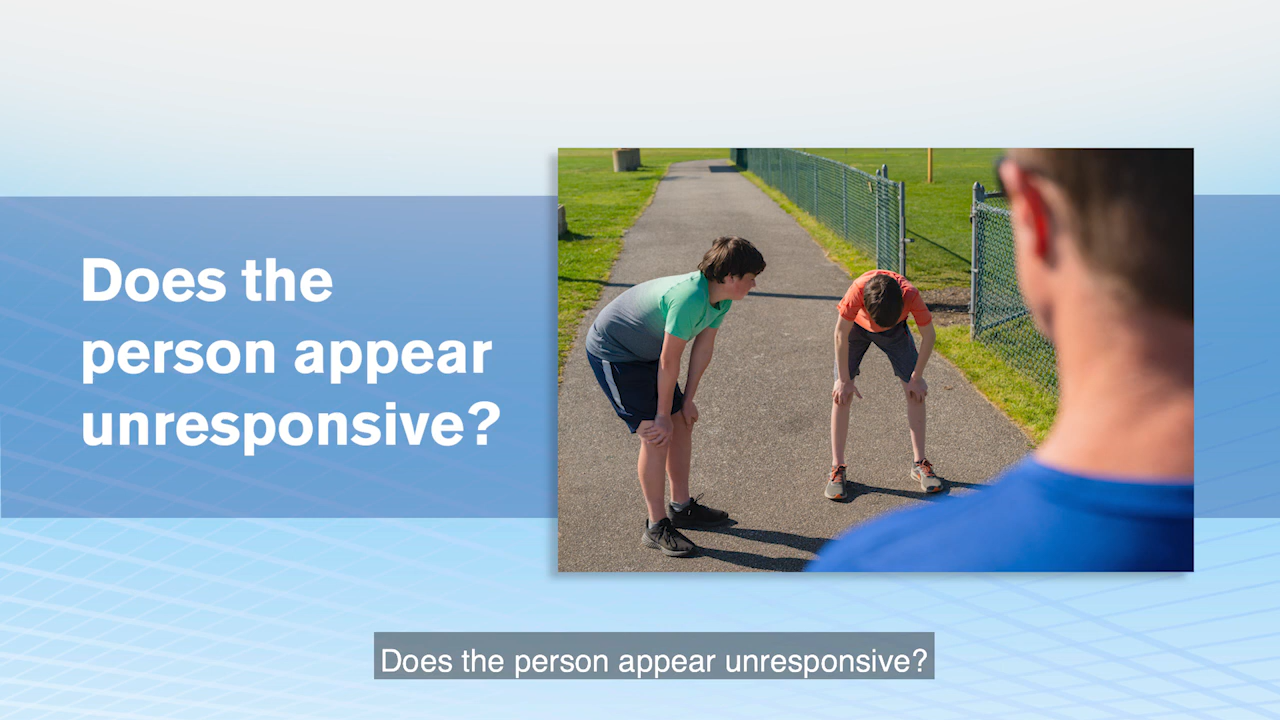 Does the
person appear
unresponsive?
Does the person appear unresponsive?